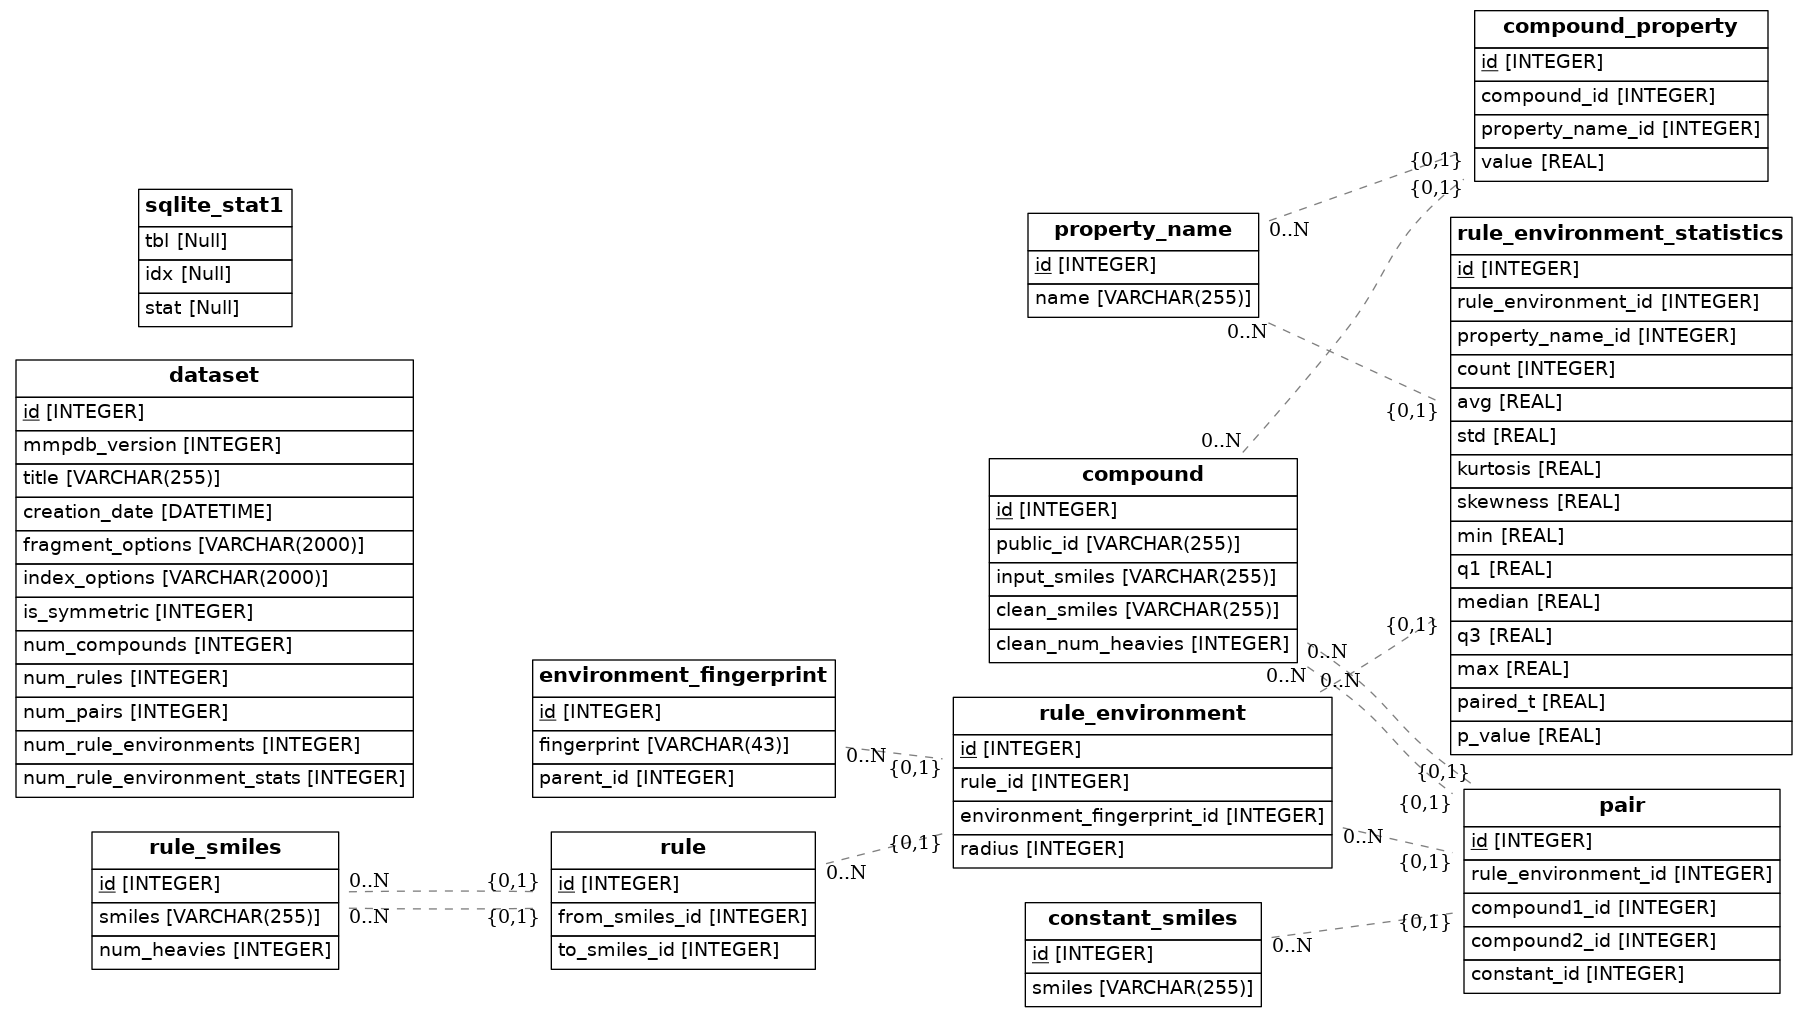 compound_property
id [INTEGER]
compound_id [INTEGER]
property_name_id [INTEGER]
value [REAL]
{0,1}
{0,1}
sqlite_stat1
tbl [Null]
idx [Null]
stat [Null]
property_name
id [INTEGER]
name [VARCHAR(255)]
0..N
0..N
rule_environment_statistics
id [INTEGER]
rule_environment_id [INTEGER]
property_name_id [INTEGER]
count [INTEGER]
avg [REAL]
std [REAL]
kurtosis [REAL]
skewness [REAL]
min [REAL]
q1 [REAL]
median [REAL]
q3 [REAL]
max [REAL]
paired_t [REAL]
p_value [REAL]
{0,1}
{0,1}
dataset
id [INTEGER]
mmpdb_version [INTEGER]
title [VARCHAR(255)]
creation_date [DATETIME]
fragment_options [VARCHAR(2000)]
index_options [VARCHAR(2000)]
is_symmetric [INTEGER]
num_compounds [INTEGER]
num_rules [INTEGER]
num_pairs [INTEGER]
num_rule_environments [INTEGER]
num_rule_environment_stats [INTEGER]
0..N
compound
id [INTEGER]
public_id [VARCHAR(255)]
input_smiles [VARCHAR(255)]
clean_smiles [VARCHAR(255)]
clean_num_heavies [INTEGER]
0..N
0..N
0..N
environment_fingerprint
id [INTEGER]
fingerprint [VARCHAR(43)]
parent_id [INTEGER]
0..N
{0,1}
rule_environment
id [INTEGER]
rule_id [INTEGER]
environment_fingerprint_id [INTEGER]
radius [INTEGER]
0..N
{0,1}
{0,1}
{0,1}
{0,1}
pair
id [INTEGER]
rule_environment_id [INTEGER]
compound1_id [INTEGER]
compound2_id [INTEGER]
constant_id [INTEGER]
rule_smiles
id [INTEGER]
smiles [VARCHAR(255)]
num_heavies [INTEGER]
0..N
{0,1}
0..N
{0,1}
rule
id [INTEGER]
from_smiles_id [INTEGER]
to_smiles_id [INTEGER]
0..N
{0,1}
constant_smiles
id [INTEGER]
smiles [VARCHAR(255)]
0..N